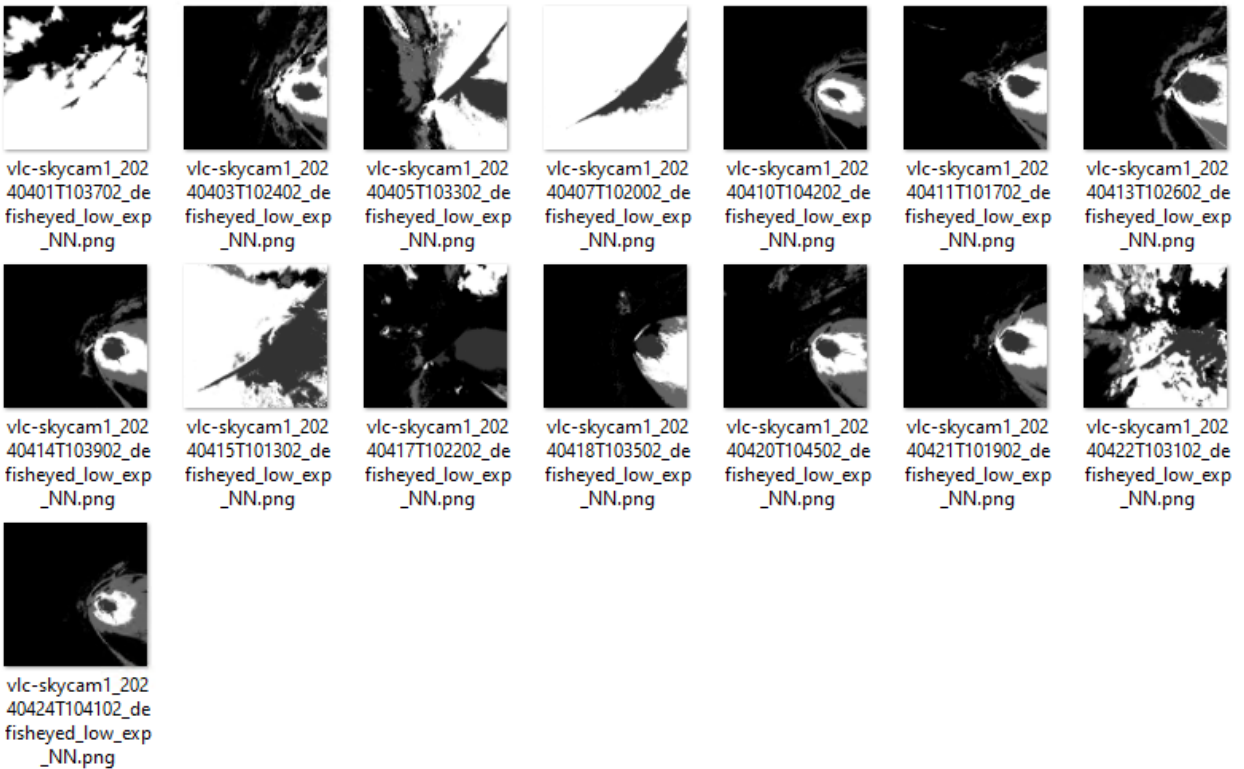 vlc-skycam1_202 vlc-skycam1_202 vlc-skycam1_202 vlc-skycam1_202 vlc-skycam1_202 vlc-skycam1_202 vlc-skycam1_202
40401T103702_de 40403T102402_de 40405T103302_de 40407T102002_de 40410T104202_de 40411T101702_de 40413T102602_de
fisheyed_low_exp fisheyed_low_exp fisheyed_low_exp fisheyed_low_exp fisheyed_low_exp fisheyed_low_exp fisheyed_low_exp
_NN.png _NN.png _NN.png _NN.png _NN.png _NN.png _NN.png
vlc-skycam1_202 vlc-skycam1_202 vlc-skycam1_202 vlc-skycam1_202 vlc-skycam1_202 vlc-skycam1_202 vlc-skycam1_202
40414T103902_de 40415T101302_de 40417T102202_de 40418T103502_de 40420T104502_de 40421T101902_de 40422T103102_de
fisheyed_low_exp fisheyed_low_exp fisheyed_low_exp fisheyed_low_exp fisheyed_low_exp fisheyed_low_exp fisheyed_low_exp
_NN.png _NN.png _NN.png _NN.png _NN.png _NN.png _NN.png
vlc-skycam1_202
40424T104102_de
fisheyed_low_exp
_NN.png